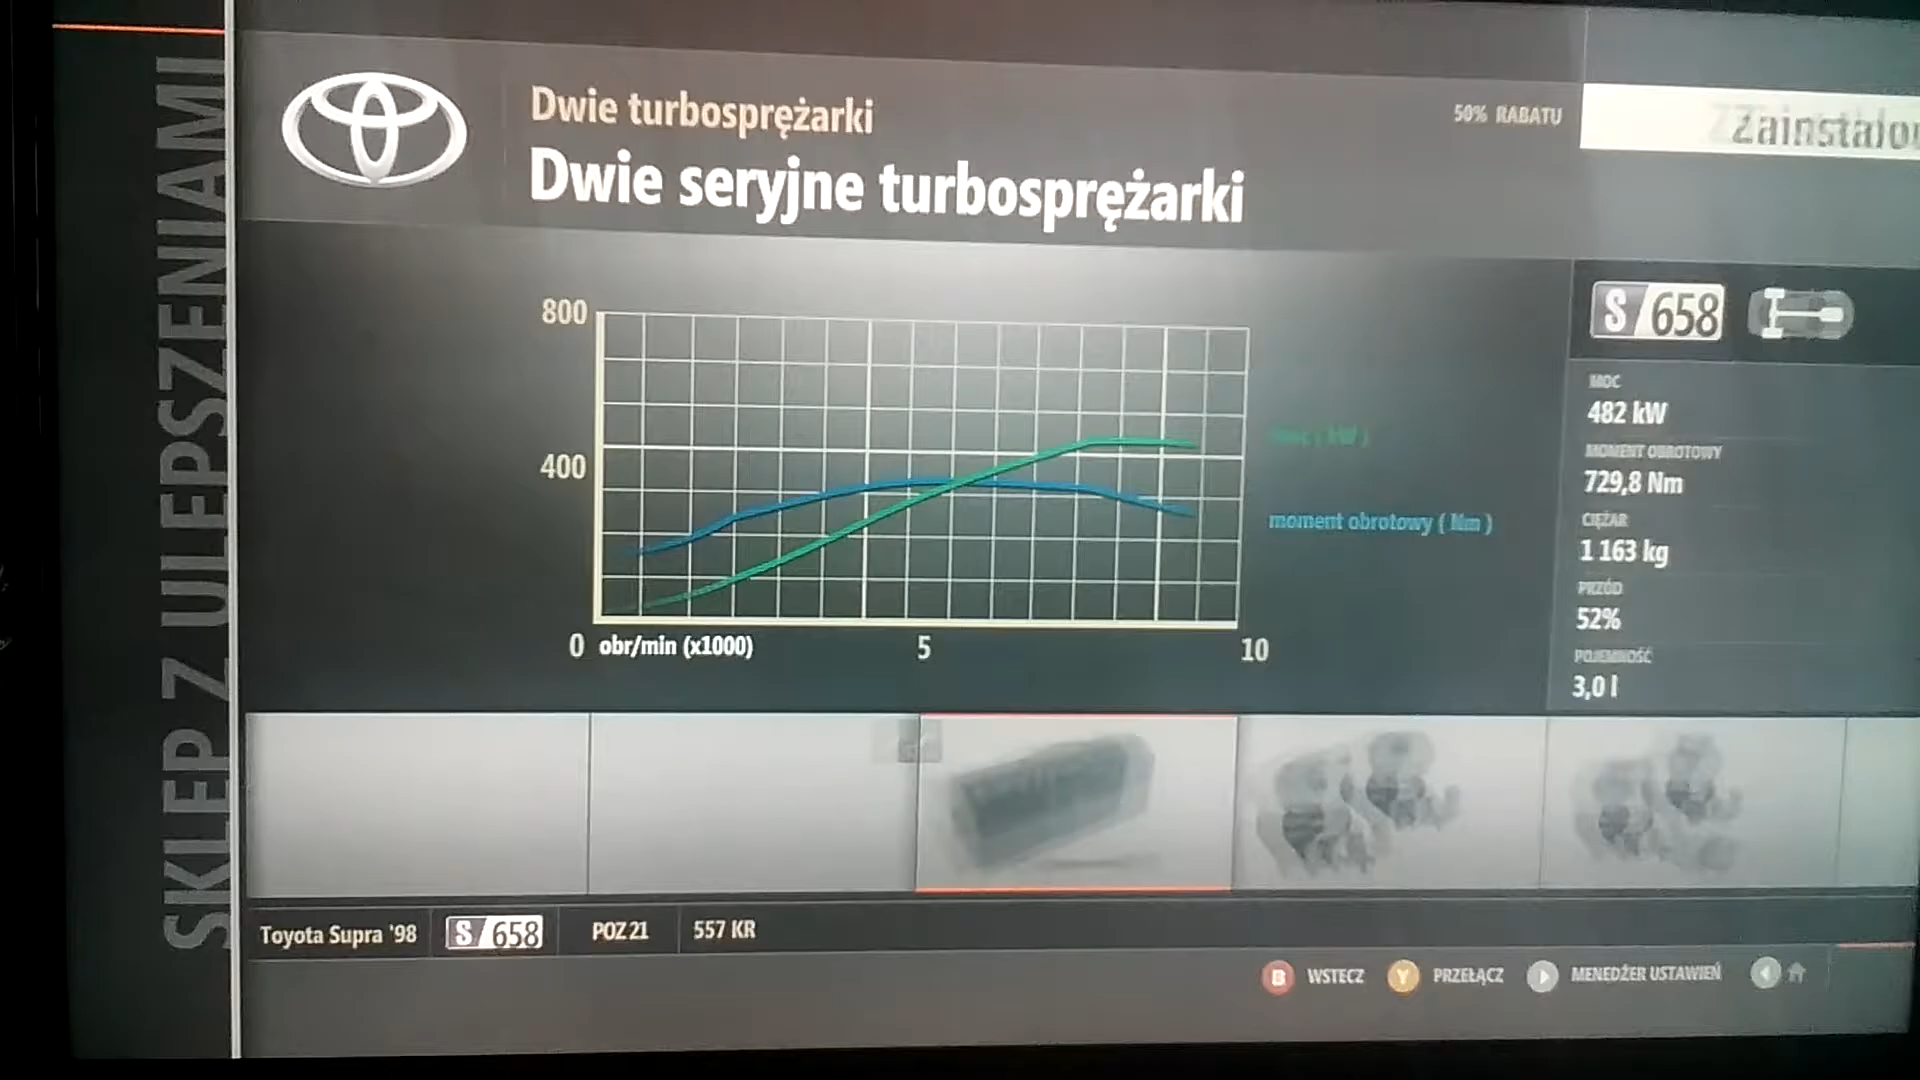 SKLEP Z ULEPSZENIAMI
Dwie turbosprężarki
Dwie seryjne turbosprężarki
50% RABATU
800
400
0
obr/min (x1000)
5
10
moment obrotowy ( Nm )
S 658
MOC
482 kW
MOMENT OBROTOWY
729,8 Nm
CIĘŻAR
1 163 kg
PRZÓD
52%
POJEMNOŚĆ
3,0 l
Toyota Supra '98
S 658
POZ 21
557 KR
B WSTECZ
Y PRZEŁĄCZ
MENEDŻER USTAWIEŃ